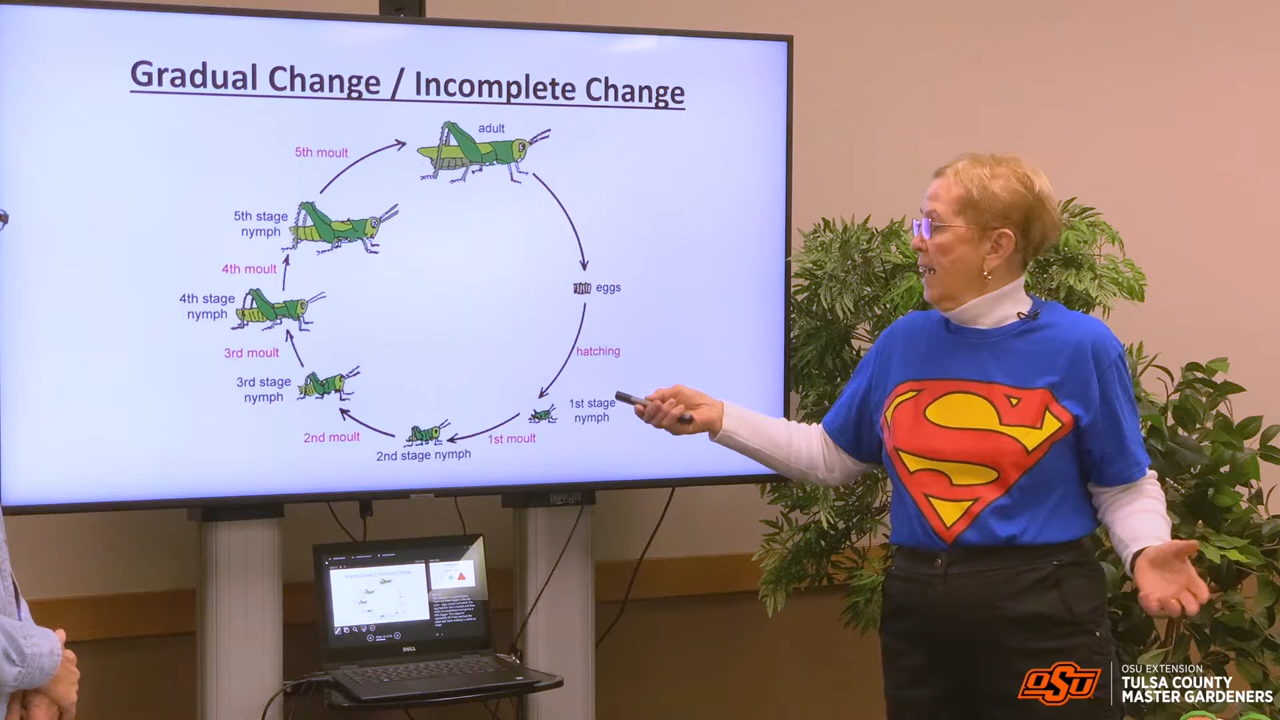 Gradual Change / Incomplete Change
adult
5th moult
5th stage
nymph
4th moult
4th stage
nymph
3rd moult
3rd stage
nymph
2nd moult
2nd stage nymph
1st moult
1st stage
nymph
hatching
eggs
DELL
S
OSU
OSU EXTENSION
TULSA COUNTY
MASTER GARDENERS